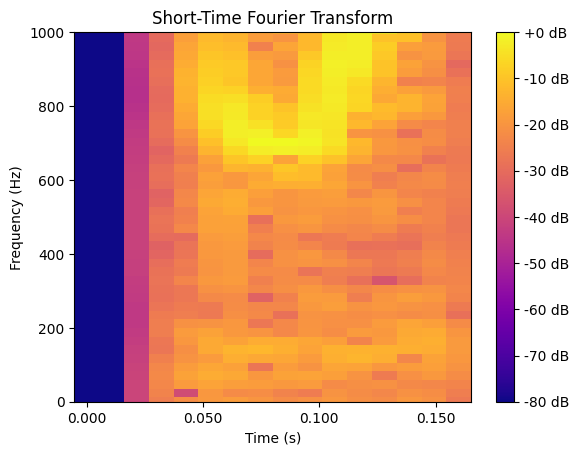 Short-Time Fourier Transform
Frequency (Hz)
1000
800
600
400
200
0
0.000
0.050
0.100
0.150
Time (s)
+0 dB
-10 dB
-20 dB
-30 dB
-40 dB
-50 dB
-60 dB
-70 dB
-80 dB